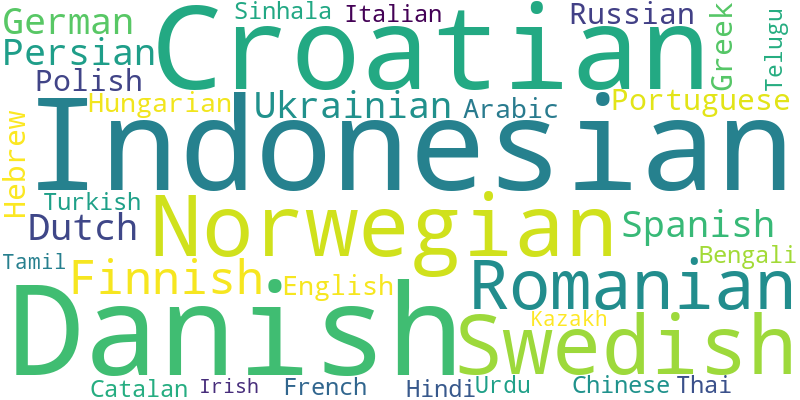 German
Sinhala
Italian
Russian
Greek
Telugu
Croatian
Persian
Polish
Hungarian
Ukrainian
Arabic
Portuguese
Hebrew
Indonesian
Turkish
Norwegian
Dutch
Spanish
Tamil
Finnish
English
Romanian
Bengali
Danish
Kazakh
Swedish
Catalan
Irish
French
Hindi
Urdu
Chinese
Thai